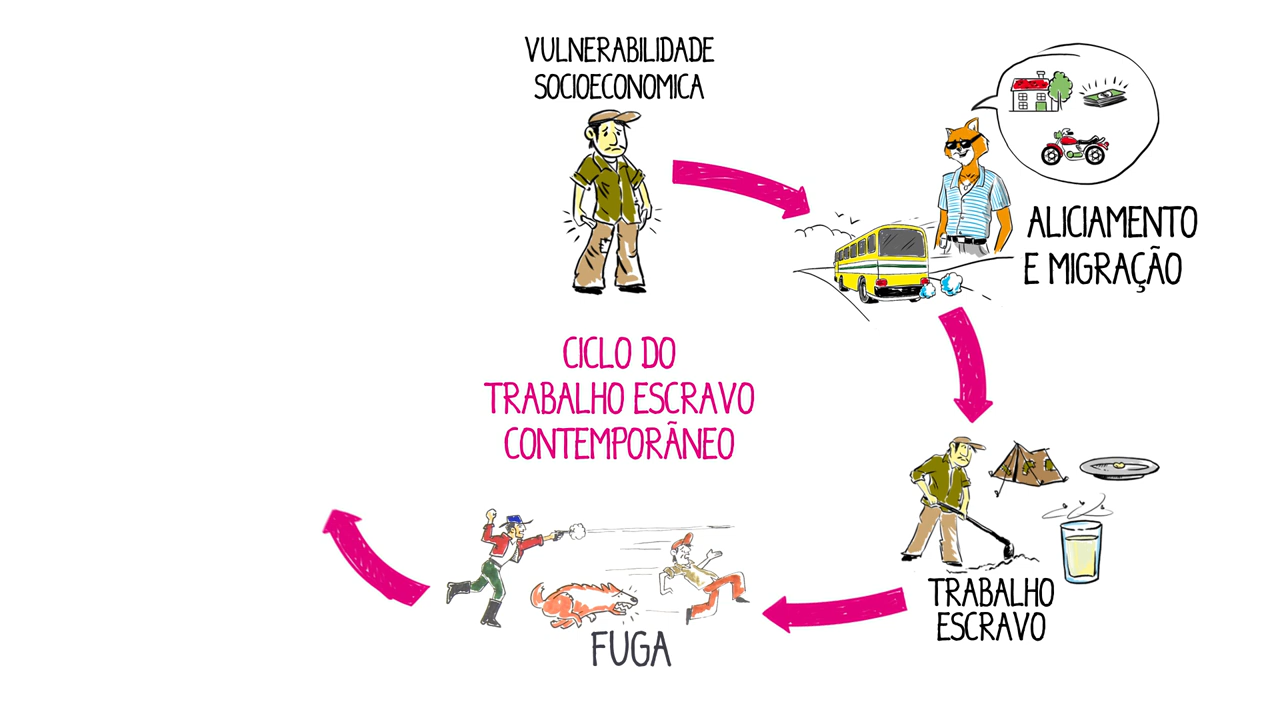 VULNERABILIDADE
SOCIOECONOMICA
ALICIAMENTO
E MIGRAÇÃO
CICLO DO
TRABALHO ESCRAVO
CONTEMPORÂNEO
TRABALHO
ESCRAVO
FUGA